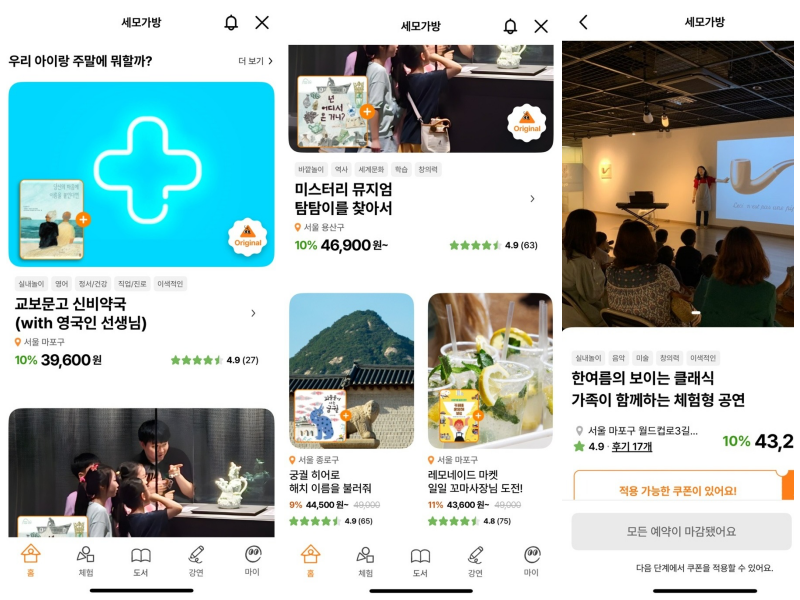 세모가방
우리 아이랑 주말에 뭐할까?
더 보기
Original
실내놀이 영어 정서/건강 직업/진로 이색적인
교보문고 신비약국
(with 영국인 선생님)
서울 마포구
10% 39,600원
4.9 (27)
홈 체험 도서 강연 마이
세모가방
넌
어디서
온 거니?
Original
바깥놀이 역사 세계문화 학습 창의력
미스터리 뮤지엄
탐탐이를 찾아서
서울 용산구
10% 46,900원~
4.9 (63)
서울 종로구
궁궐 히어로
해치 이름을 불러줘
9% 44,500원~ 49,000
4.9 (65)
서울 마포구
레모네이드 마켓
일일 꼬마사장님 도전!
11% 43,600원~ 49,000
4.8 (75)
홈 체험 도서 강연 마이
세모가방
실내놀이 음악 미술 창의력 이색적인
한여름의 보이는 클래식
가족이 함께하는 체험형 공연
서울 마포구 월드컵로3길...
4.9 · 후기 17개
10% 43,2
적용 가능한 쿠폰이 있어요!
모든 예약이 마감됐어요
다음 단계에서 쿠폰을 적용할 수 있어요.